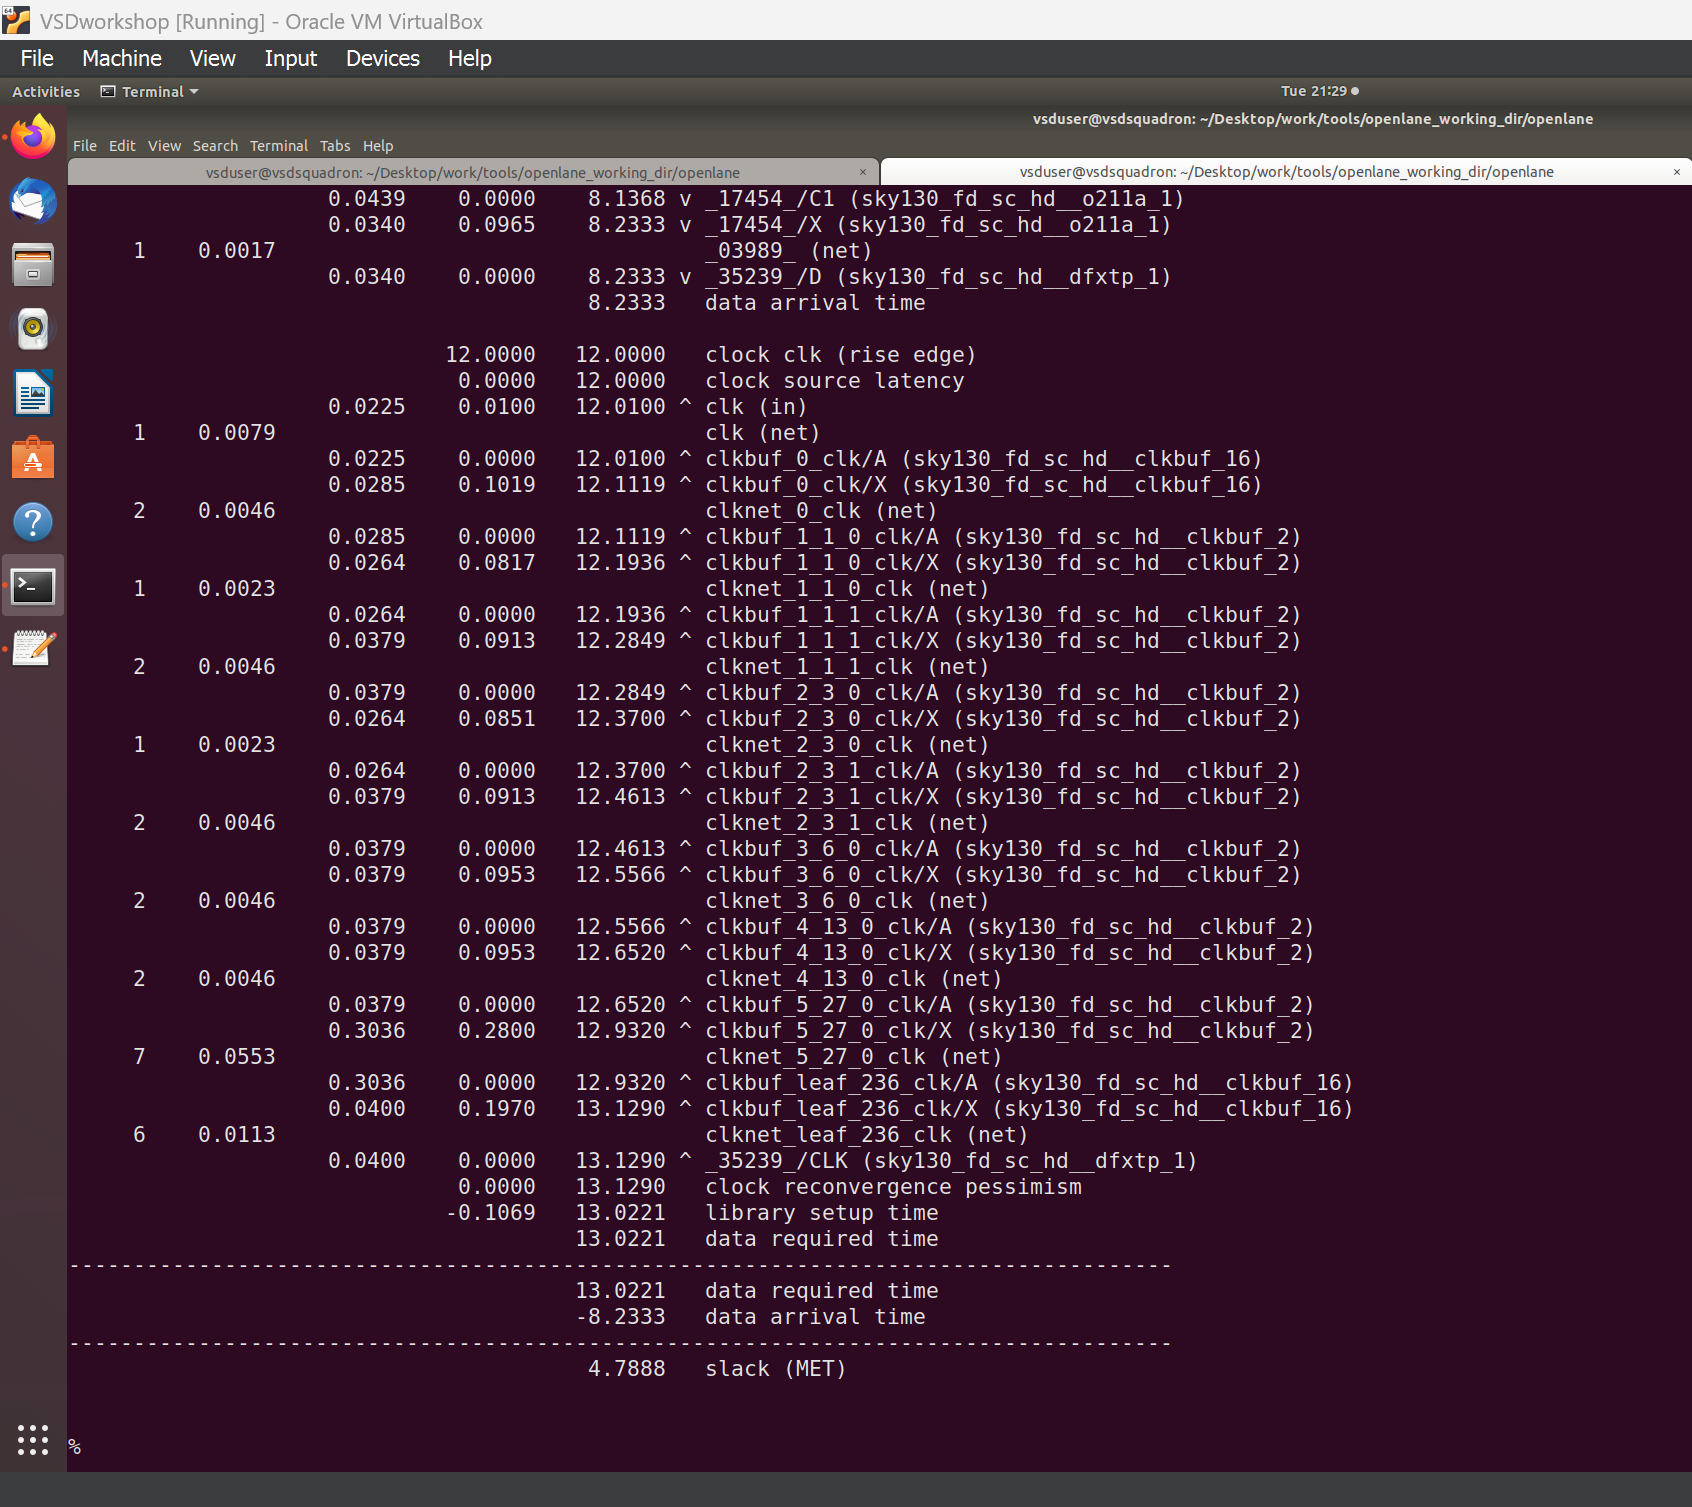 VSDworkshop [Running] - Oracle VM VirtualBox
File Machine View Input Devices Help
Activities Terminal Tue 21:29
vsduser@vsdsquadron: ~/Desktop/work/tools/openlane_working_dir/openlane
File Edit View Search Terminal Tabs Help
vsduser@vsdsquadron: ~/Desktop/work/tools/openlane_working_dir/openlane × vsduser@vsdsquadron: ~/Desktop/work/tools/openlane_working_dir/openlane ×
0.0439 0.0000 8.1368 v _17454_/C1 (sky130_fd_sc_hd__o211a_1)
0.0340 0.0965 8.2333 v _17454_/X (sky130_fd_sc_hd__o211a_1)
1 0.0017 _03989_ (net)
0.0340 0.0000 8.2333 v _35239_/D (sky130_fd_sc_hd__dfxtp_1)
8.2333 data arrival time
12.0000 12.0000 clock clk (rise edge)
0.0000 12.0000 clock source latency
0.0225 0.0100 12.0100 ^ clk (in)
1 0.0079 clk (net)
0.0225 0.0000 12.0100 ^ clkbuf_0_clk/A (sky130_fd_sc_hd__clkbuf_16)
0.0285 0.1019 12.1119 ^ clkbuf_0_clk/X (sky130_fd_sc_hd__clkbuf_16)
2 0.0046 clknet_0_clk (net)
0.0285 0.0000 12.1119 ^ clkbuf_1_1_0_clk/A (sky130_fd_sc_hd__clkbuf_2)
0.0264 0.0817 12.1936 ^ clkbuf_1_1_0_clk/X (sky130_fd_sc_hd__clkbuf_2)
1 0.0023 clknet_1_1_0_clk (net)
0.0264 0.0000 12.1936 ^ clkbuf_1_1_1_clk/A (sky130_fd_sc_hd__clkbuf_2)
0.0379 0.0913 12.2849 ^ clkbuf_1_1_1_clk/X (sky130_fd_sc_hd__clkbuf_2)
2 0.0046 clknet_1_1_1_clk (net)
0.0379 0.0000 12.2849 ^ clkbuf_2_3_0_clk/A (sky130_fd_sc_hd__clkbuf_2)
0.0264 0.0851 12.3700 ^ clkbuf_2_3_0_clk/X (sky130_fd_sc_hd__clkbuf_2)
1 0.0023 clknet_2_3_0_clk (net)
0.0264 0.0000 12.3700 ^ clkbuf_2_3_1_clk/A (sky130_fd_sc_hd__clkbuf_2)
0.0379 0.0913 12.4613 ^ clkbuf_2_3_1_clk/X (sky130_fd_sc_hd__clkbuf_2)
2 0.0046 clknet_2_3_1_clk (net)
0.0379 0.0000 12.4613 ^ clkbuf_3_6_0_clk/A (sky130_fd_sc_hd__clkbuf_2)
0.0379 0.0953 12.5566 ^ clkbuf_3_6_0_clk/X (sky130_fd_sc_hd__clkbuf_2)
2 0.0046 clknet_3_6_0_clk (net)
0.0379 0.0000 12.5566 ^ clkbuf_4_13_0_clk/A (sky130_fd_sc_hd__clkbuf_2)
0.0379 0.0953 12.6520 ^ clkbuf_4_13_0_clk/X (sky130_fd_sc_hd__clkbuf_2)
2 0.0046 clknet_4_13_0_clk (net)
0.0379 0.0000 12.6520 ^ clkbuf_5_27_0_clk/A (sky130_fd_sc_hd__clkbuf_2)
0.3036 0.2800 12.9320 ^ clkbuf_5_27_0_clk/X (sky130_fd_sc_hd__clkbuf_2)
7 0.0553 clknet_5_27_0_clk (net)
0.3036 0.0000 12.9320 ^ clkbuf_leaf_236_clk/A (sky130_fd_sc_hd__clkbuf_16)
0.0400 0.1970 13.1290 ^ clkbuf_leaf_236_clk/X (sky130_fd_sc_hd__clkbuf_16)
6 0.0113 clknet_leaf_236_clk (net)
0.0400 0.0000 13.1290 ^ _35239_/CLK (sky130_fd_sc_hd__dfxtp_1)
0.0000 13.1290 clock reconvergence pessimism
-0.1069 13.0221 library setup time
13.0221 data required time
-------------------------------------------------------------------------------------
13.0221 data required time
-8.2333 data arrival time
-------------------------------------------------------------------------------------
4.7888 slack (MET)
%